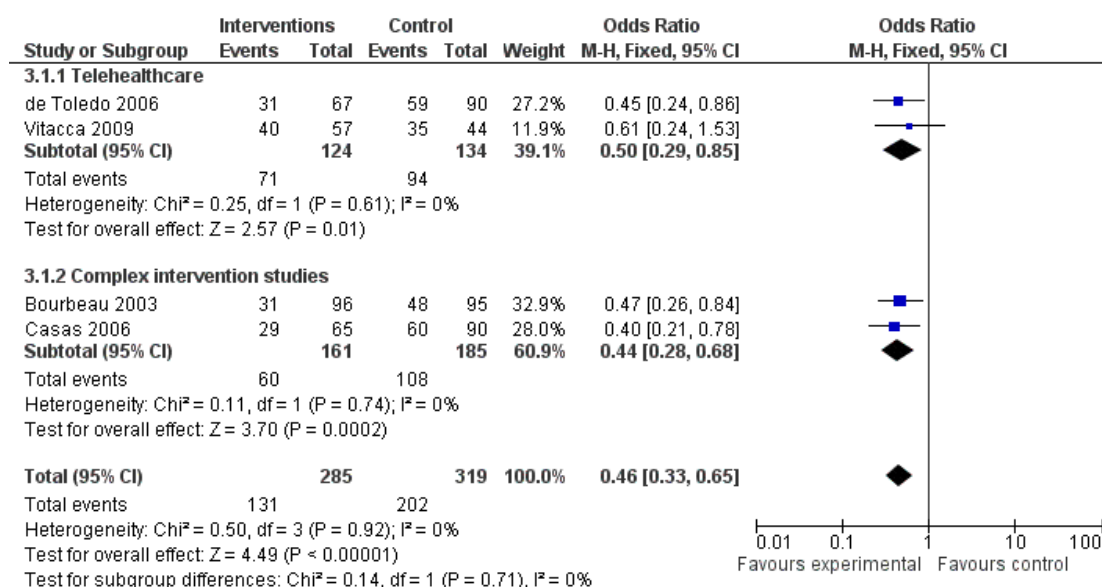 Interventions Control Odds Ratio Odds Ratio
Study or Subgroup Events Total Events Total Weight M-H, Fixed, 95% CI M-H, Fixed, 95% CI
3.1.1 Telehealthcare
de Toledo 2006 31 67 59 90 27.2% 0.45 [0.24, 0.86]
Vitacca 2009 40 57 35 44 11.9% 0.61 [0.24, 1.53]
Subtotal (95% CI) 124 134 39.1% 0.50 [0.29, 0.85]
Total events 71 94
Heterogeneity: Chi² = 0.25, df = 1 (P = 0.61); I² = 0%
Test for overall effect: Z = 2.57 (P = 0.01)
3.1.2 Complex intervention studies
Bourbeau 2003 31 96 48 95 32.9% 0.47 [0.26, 0.84]
Casas 2006 29 65 60 90 28.0% 0.40 [0.21, 0.78]
Subtotal (95% CI) 161 185 60.9% 0.44 [0.28, 0.68]
Total events 60 108
Heterogeneity: Chi² = 0.11, df = 1 (P = 0.74); I² = 0%
Test for overall effect: Z = 3.70 (P = 0.0002)
Total (95% CI) 285 319 100.0% 0.46 [0.33, 0.65]
Total events 131 202
Heterogeneity: Chi² = 0.50, df = 3 (P = 0.92); I² = 0%
Test for overall effect: Z = 4.49 (P < 0.00001)
Test for subgroup differences: Chi² = 0.14, df = 1 (P = 0.71), I² = 0%
0.01 0.1 1 10 100
Favours experimental Favours control